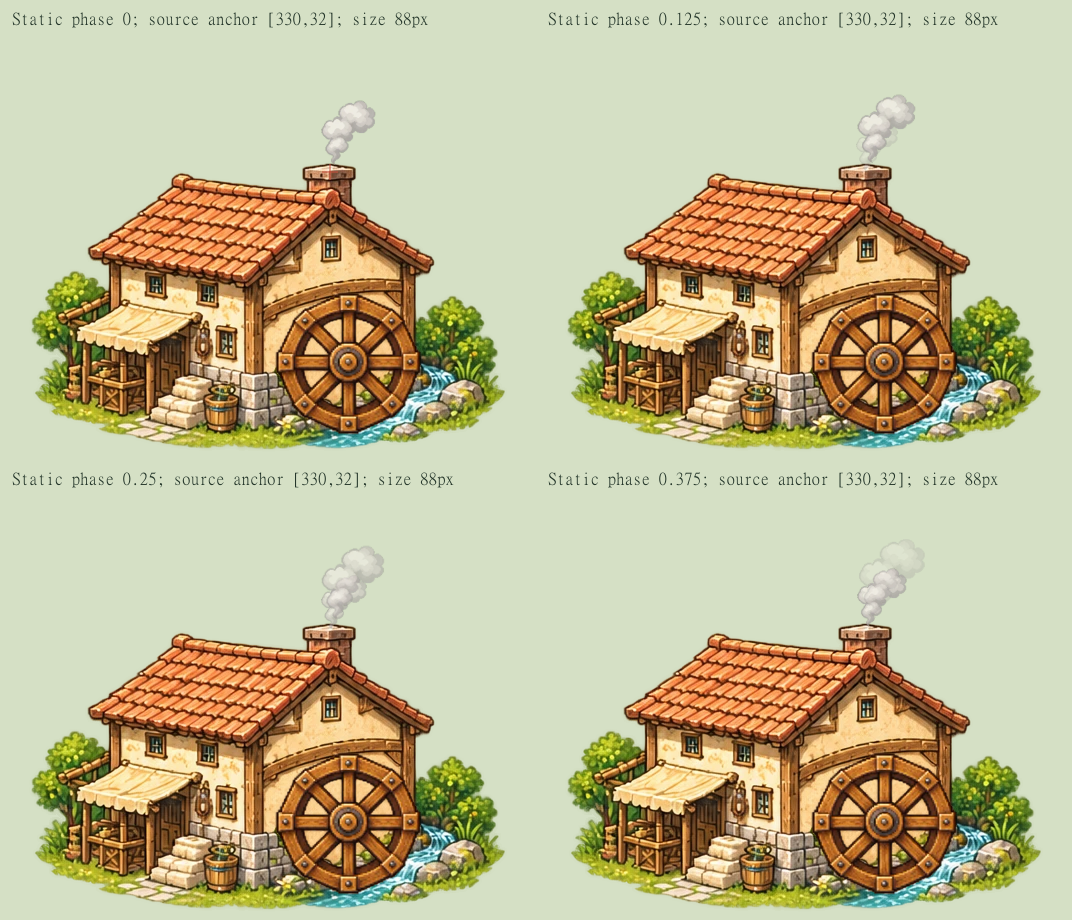 Static phase 0; source anchor [330,32]; size 88px
Static phase 0.125; source anchor [330,32]; size 88px
Static phase 0.25; source anchor [330,32]; size 88px
Static phase 0.375; source anchor [330,32]; size 88px